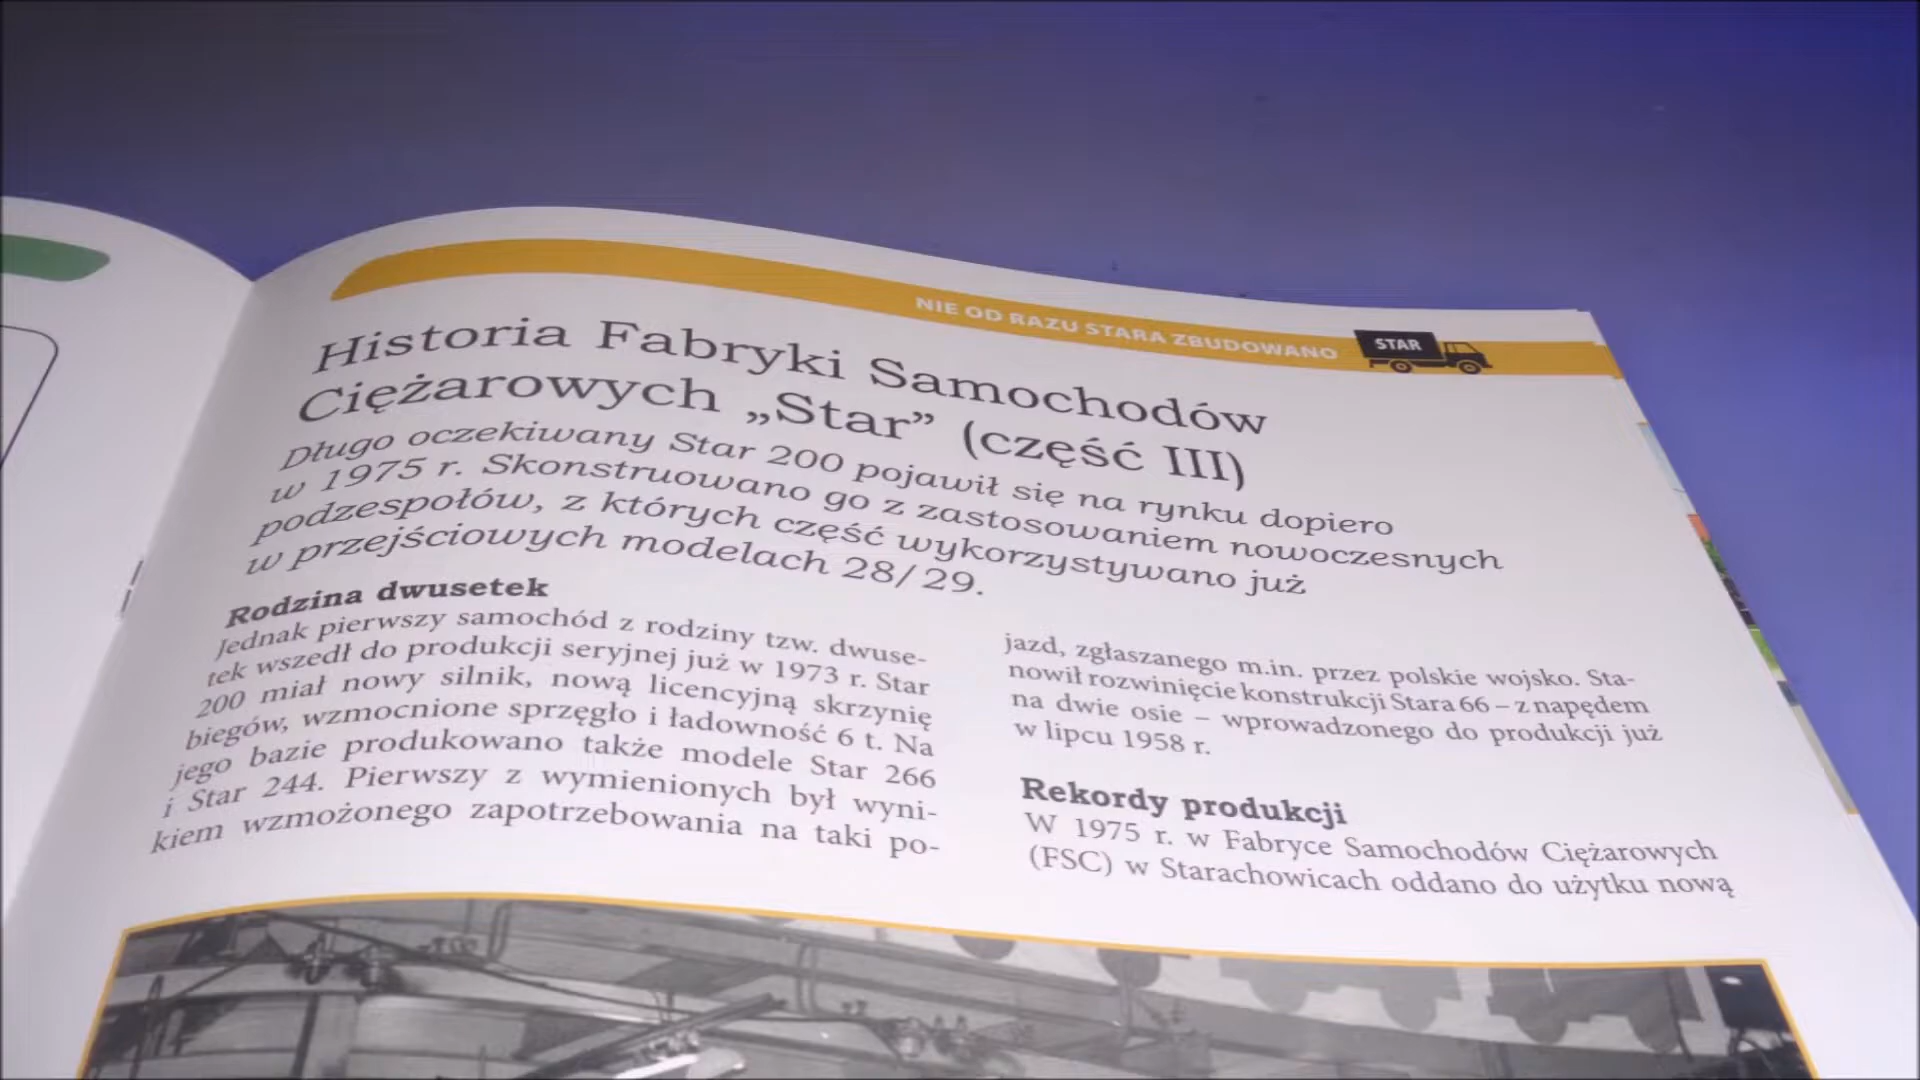 NIE OD RAZU STARA ZBUDOWANO
STAR
Historia Fabryki Samochodów
Ciężarowych „Star” (część III)
Długo oczekiwany Star 200 pojawił się na rynku dopiero
w 1975 r. Skonstruowano go z zastosowaniem nowoczesnych
podzespołów, z których część wykorzystywano już
w przejściowych modelach 28/29.
Rodzina dwusetek
Jednak pierwszy samochód z rodziny tzw. dwuse-
tek wszedł do produkcji seryjnej już w 1973 r. Star
200 miał nowy silnik, nową licencyjną skrzynię
biegów, wzmocnione sprzęgło i ładowność 6 t. Na
jego bazie produkowano także modele Star 266
i Star 244. Pierwszy z wymienionych był wyni-
kiem wzmożonego zapotrzebowania na taki po-
jazd, zgłaszanego m.in. przez polskie wojsko. Sta-
nowił rozwinięcie konstrukcji Stara 66 – z napędem
na dwie osie – wprowadzonego do produkcji już
w lipcu 1958 r.
Rekordy produkcji
W 1975 r. w Fabryce Samochodów Ciężarowych
(FSC) w Starachowicach oddano do użytku nową